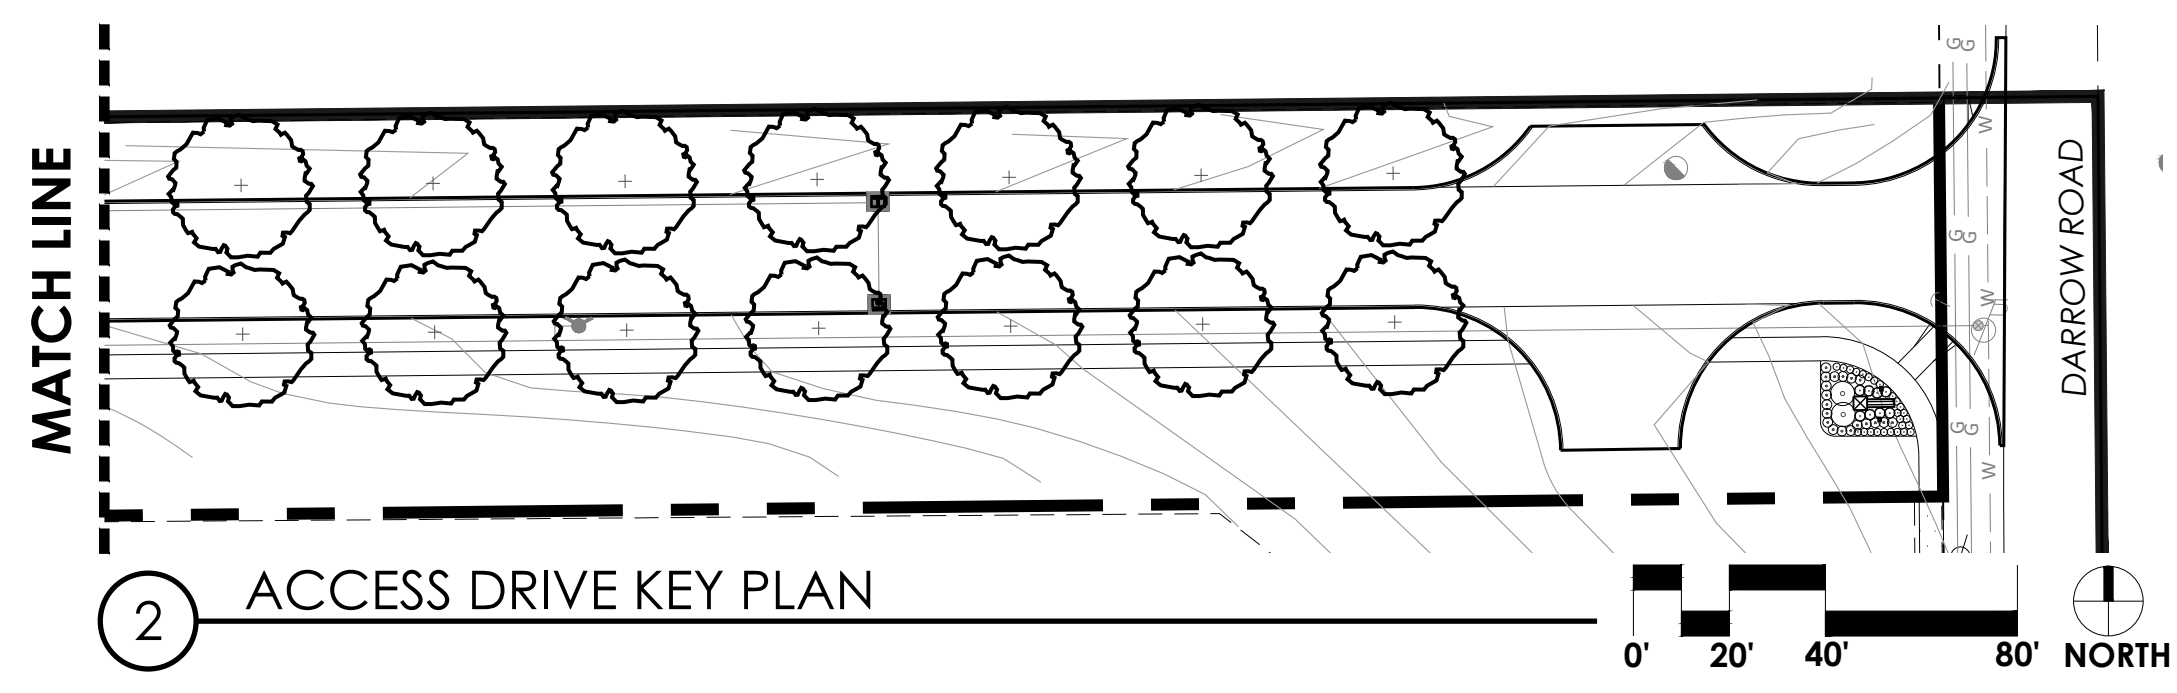 MATCH LINE
G G
W
G G
W
G G
W
DARROW ROAD
2
ACCESS DRIVE KEY PLAN
0' 20' 40' 80'
NORTH